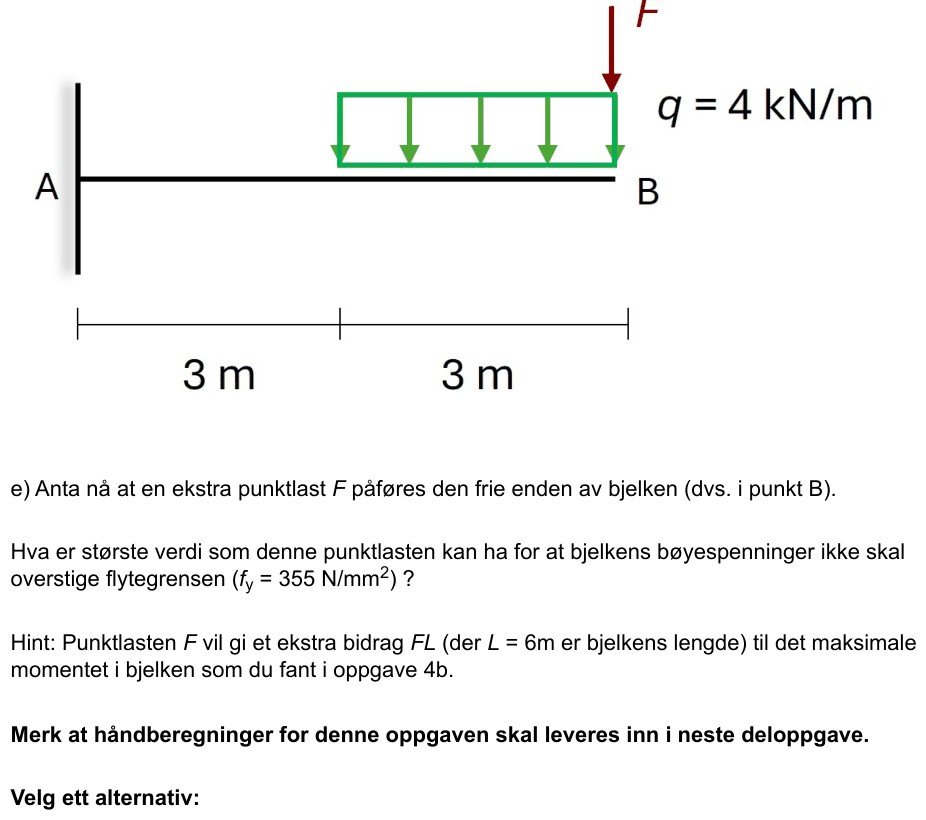 F
q = 4 kN/m
A
B
3 m
3 m
e) Anta nå at en ekstra punktlast F påføres den frie enden av bjelken (dvs. i punkt B).
Hva er største verdi som denne punktlasten kan ha for at bjelkens bøyespenninger ikke skal
overstige flytegrensen (fy = 355 N/mm²) ?
Hint: Punktlasten F vil gi et ekstra bidrag FL (der L = 6m er bjelkens lengde) til det maksimale
momentet i bjelken som du fant i oppgave 4b.
Merk at håndberegninger for denne oppgaven skal leveres inn i neste deloppgave.
Velg ett alternativ: